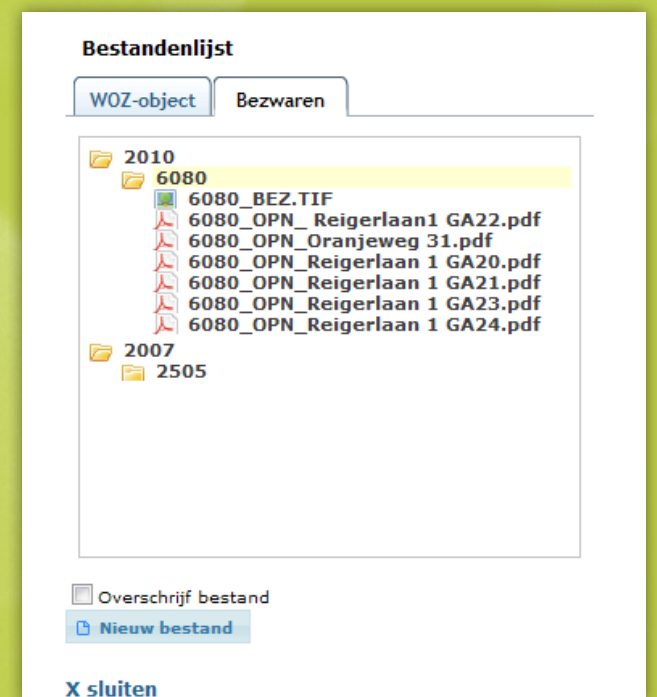 Bestandenlijst
WOZ-object Bezwaren
2010
6080
6080_BEZ.TIF
6080_OPN_ Reigerlaan1 GA22.pdf
6080_OPN_Oranjeweg 31.pdf
6080_OPN_Reigerlaan 1 GA20.pdf
6080_OPN_Reigerlaan 1 GA21.pdf
6080_OPN_Reigerlaan 1 GA23.pdf
6080_OPN_Reigerlaan 1 GA24.pdf
2007
2505
Overschrijf bestand
Nieuw bestand
X sluiten